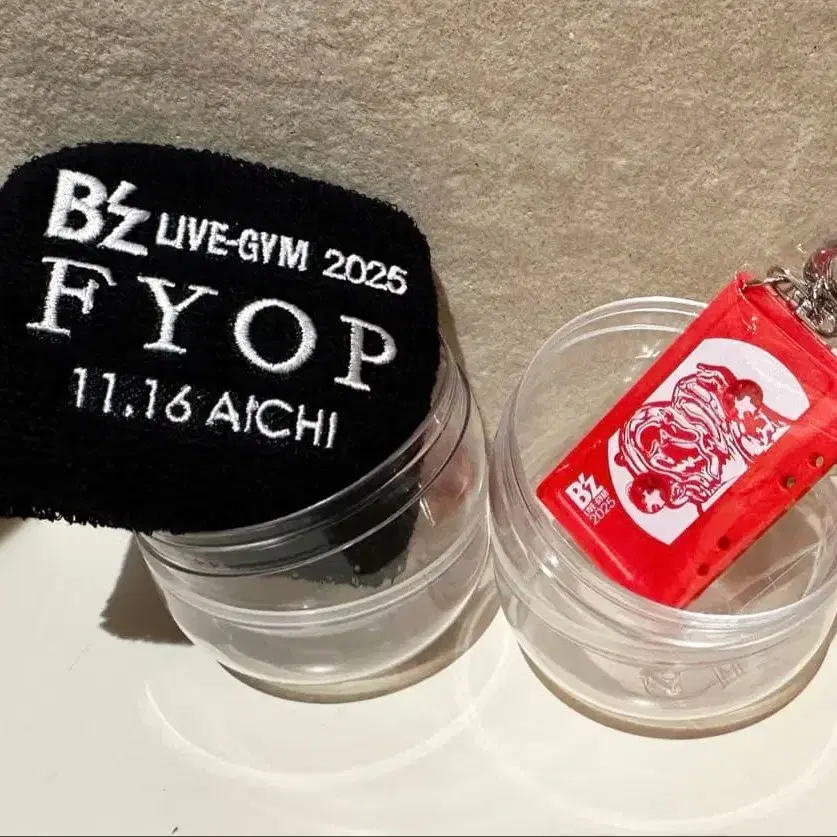 B'z LIVE-GYM 2025
FYOP
11.16 AICHI
B'z
LIVE-GYM
2025